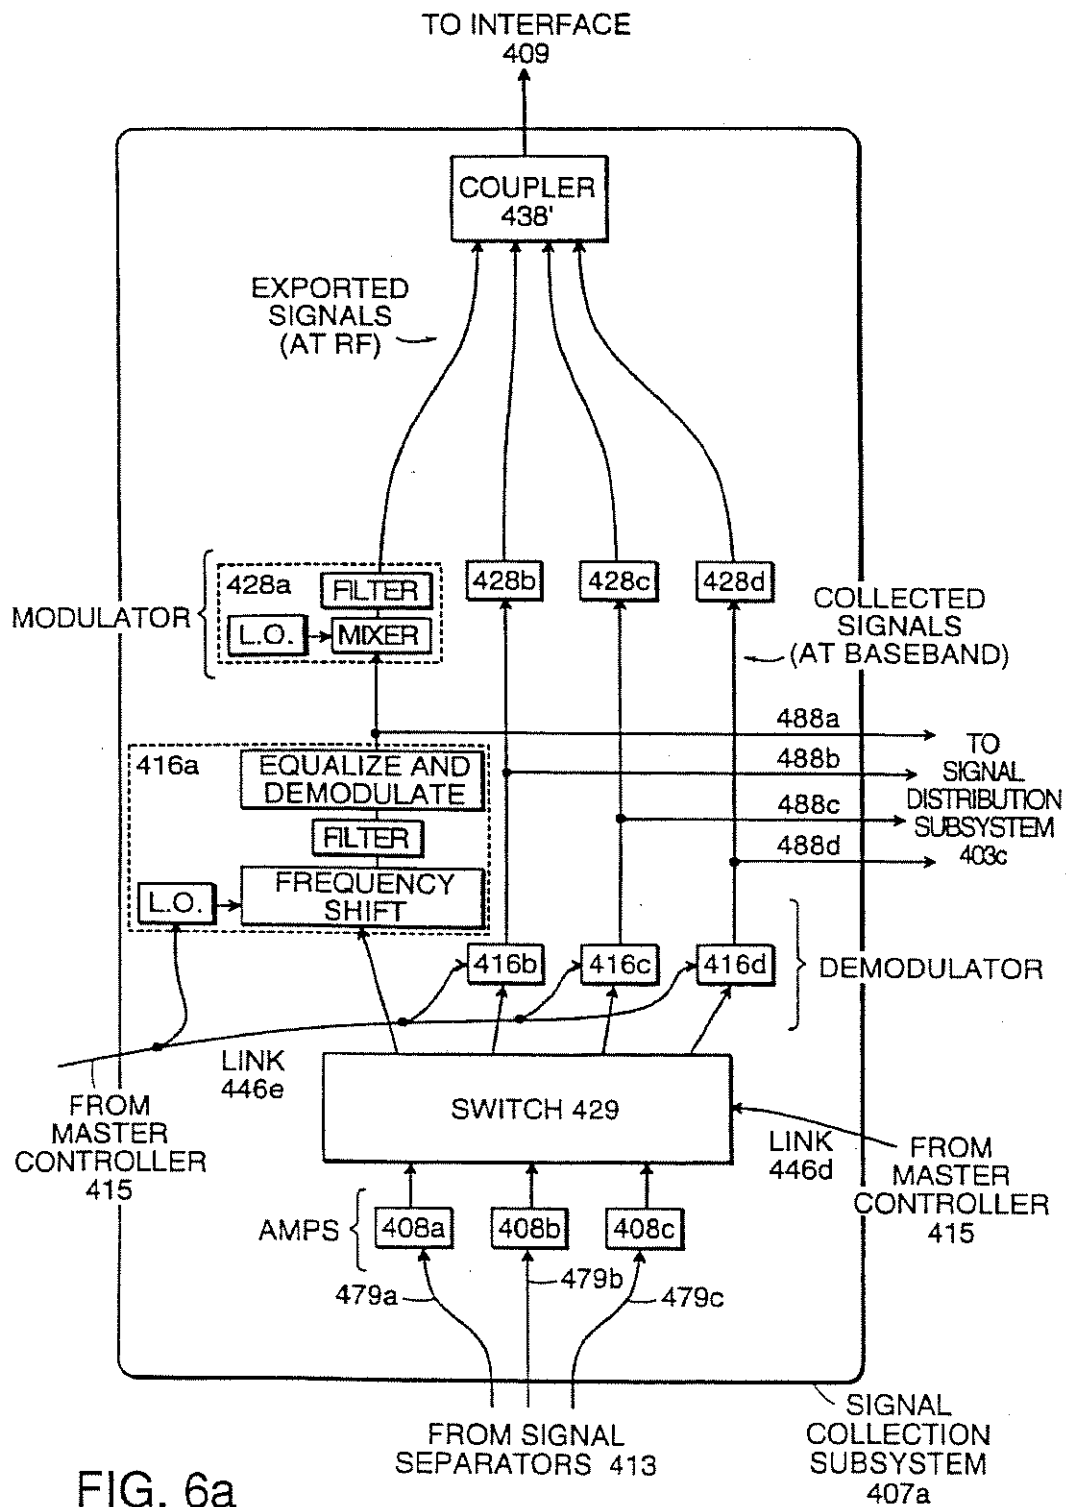 TO INTERFACE
409
COUPLER
438'
EXPORTED
SIGNALS
(AT RF)
428a
FILTER
L.O.
MIXER
MODULATOR
428b
428c
428d
COLLECTED
SIGNALS
(AT BASEBAND)
488a
488b
488c
488d
TO
SIGNAL
DISTRIBUTION
SUBSYSTEM
403c
416a
EQUALIZE AND
DEMODULATE
FILTER
L.O.
FREQUENCY
SHIFT
416b
416c
416d
DEMODULATOR
LINK
446e
FROM
MASTER
CONTROLLER
415
SWITCH 429
LINK
446d
FROM
MASTER
CONTROLLER
415
AMPS
408a
408b
408c
479a
479b
479c
FROM SIGNAL
SEPARATORS 413
SIGNAL
COLLECTION
SUBSYSTEM
407a
FIG. 6a